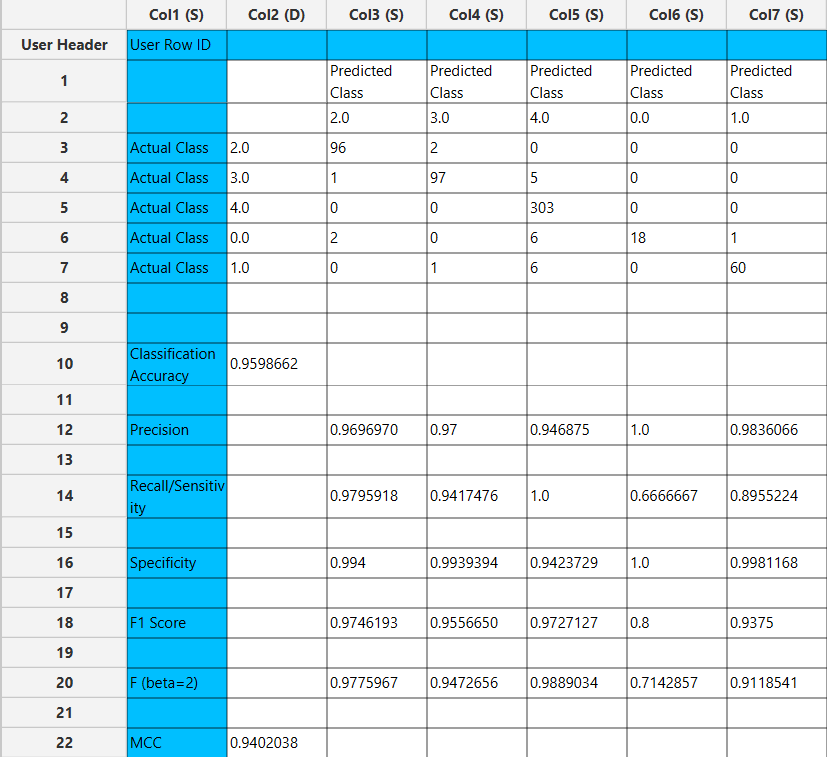 Col1 (S) Col2 (D) Col3 (S) Col4 (S) Col5 (S) Col6 (S) Col7 (S)
User Header User Row ID
1 Predicted Class Predicted Class Predicted Class Predicted Class Predicted Class
2 2.0 3.0 4.0 0.0 1.0
3 Actual Class 2.0 96 2 0 0 0
4 Actual Class 3.0 1 97 5 0 0
5 Actual Class 4.0 0 0 303 0 0
6 Actual Class 0.0 2 0 6 18 1
7 Actual Class 1.0 0 1 6 0 60
8
9
10 Classification Accuracy 0.9598662
11
12 Precision 0.9696970 0.97 0.946875 1.0 0.9836066
13
14 Recall/Sensitivity 0.9795918 0.9417476 1.0 0.6666667 0.8955224
15
16 Specificity 0.994 0.9939394 0.9423729 1.0 0.9981168
17
18 F1 Score 0.9746193 0.9556650 0.9727127 0.8 0.9375
19
20 F (beta=2) 0.9775967 0.9472656 0.9889034 0.7142857 0.9118541
21
22 MCC 0.9402038